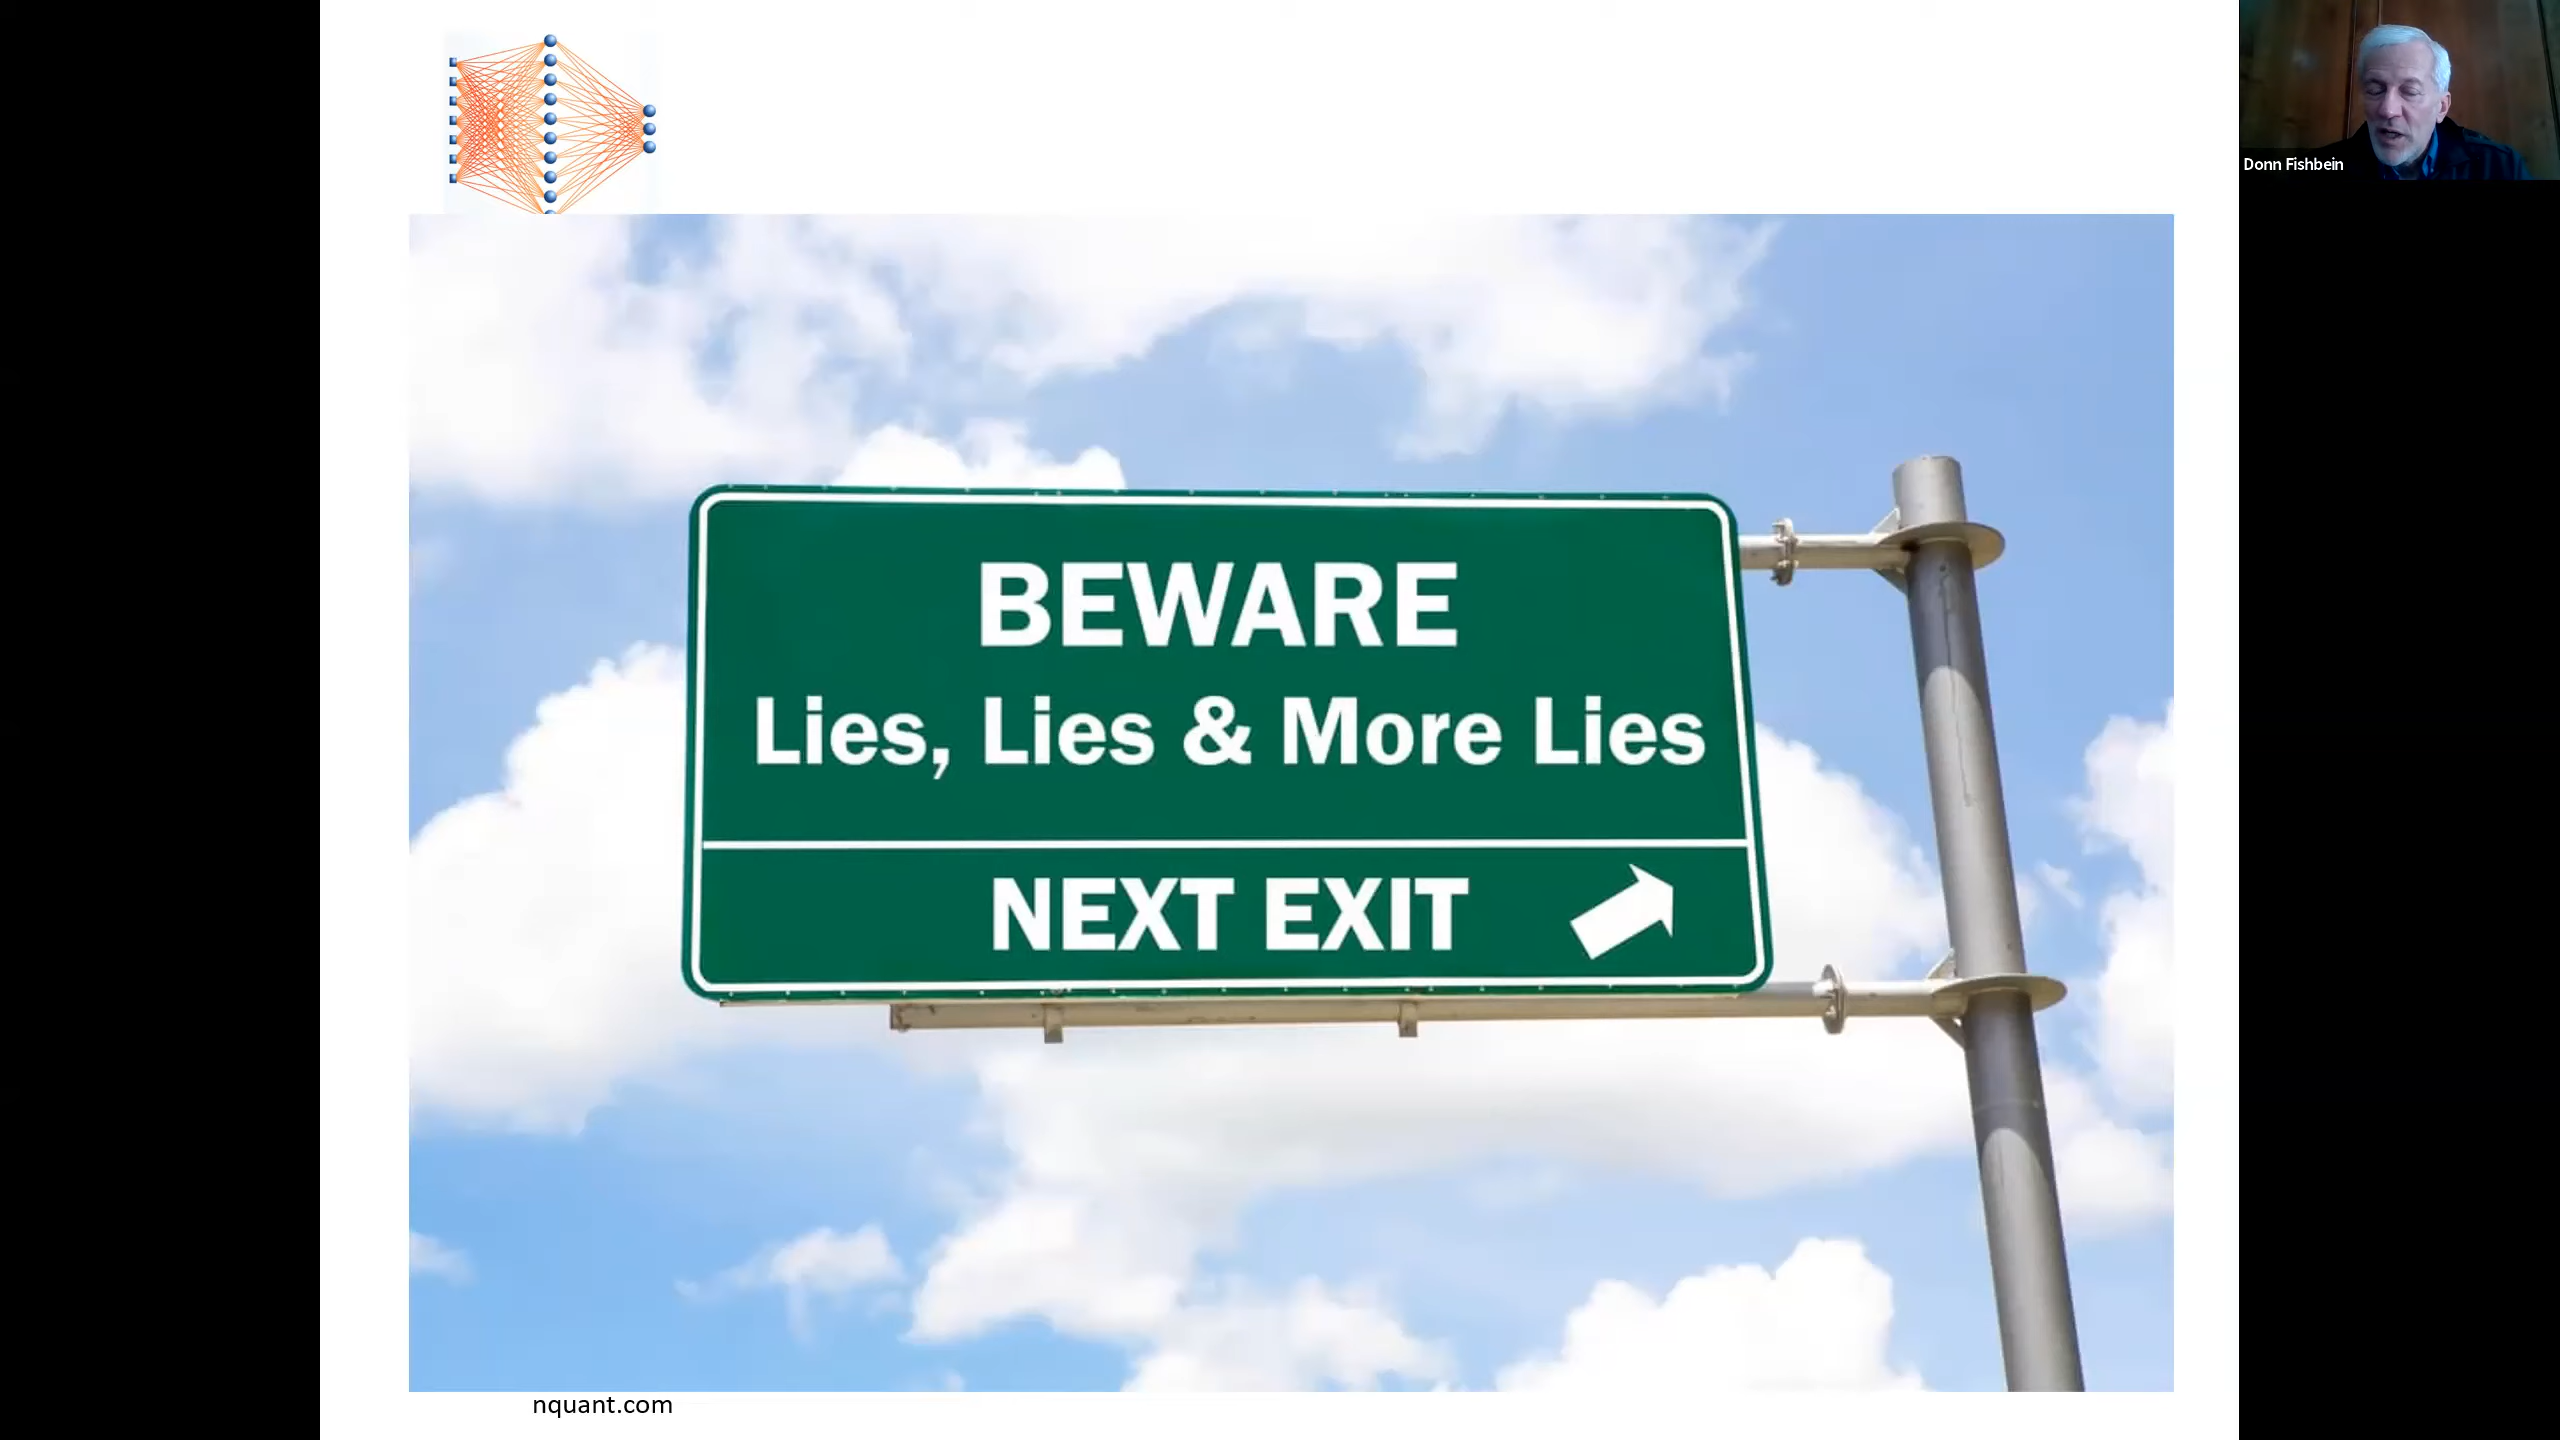 Donn Fishbein
BEWARE
Lies, Lies & More Lies
NEXT EXIT
nquant.com